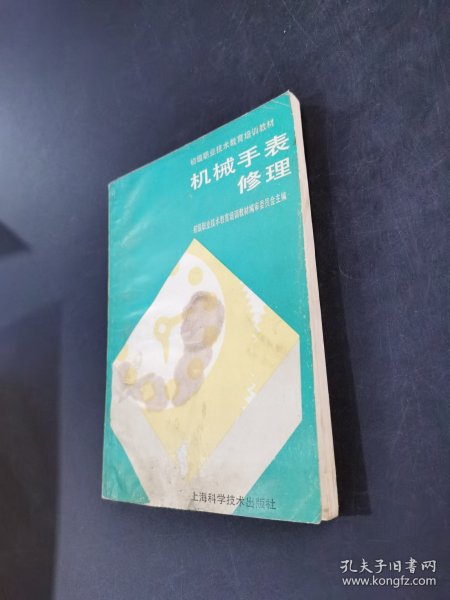 初级职业技术教育培训教材
机械手表
修理
初级职业技术教育培训教材编审委员会主编
上海科学技术出版社
孔夫子旧书网
www.kongfz.com